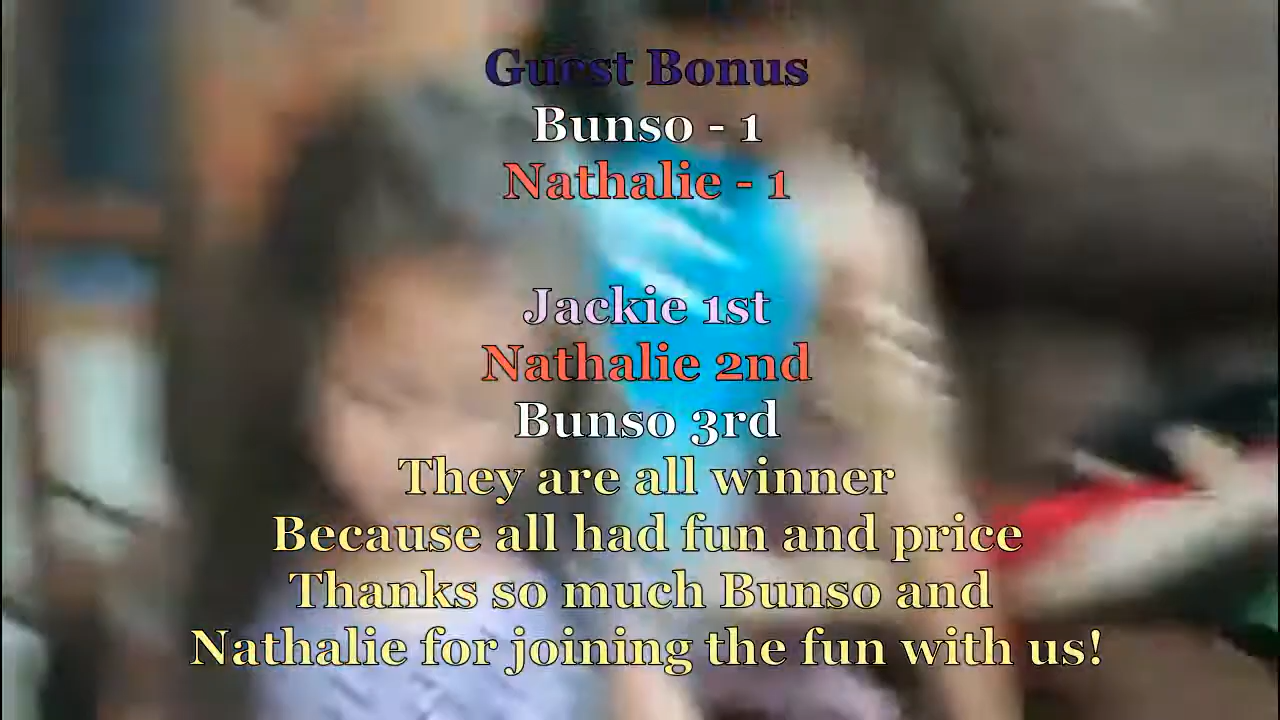 Guest Bonus
Bunso - 1
Nathalie - 1
Jackie 1st
Nathalie 2nd
Bunso 3rd
They are all winner
Because all had fun and price
Thanks so much Bunso and
Nathalie for joining the fun with us!